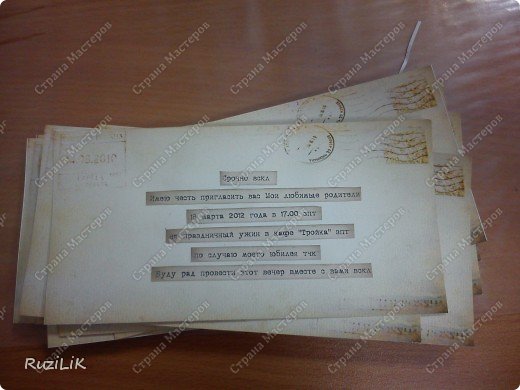 Срочно вскл
Имею честь пригласить вас Мои любимые родители
18 марта 2012 года в 17.00 зпт
на праздничный ужин в кафе "Тройка" зпт
по случаю моего юбилея тчк
Буду рад провести этот вечер вместе с вами вскл
Страна Мастеров
RuZiLiK